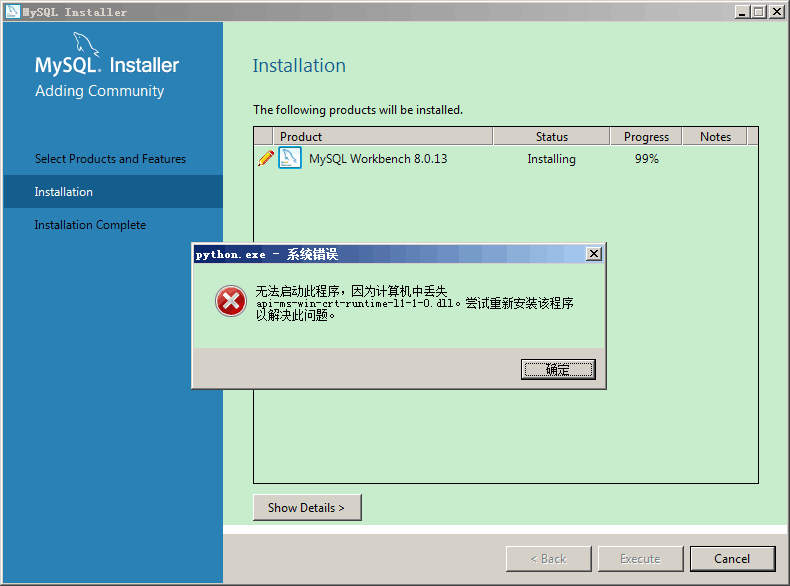 MySQL Installer
MySQL. Installer
Adding Community
Select Products and Features
Installation
Installation Complete
Installation
The following products will be installed.
Product Status Progress Notes
MySQL Workbench 8.0.13 Installing 99%
python.exe - 系统错误
无法启动此程序，因为计算机中丢失
api-ms-win-crt-runtime-l1-1-0.dll。尝试重新安装该程序
以解决此问题。
确定
Show Details >
< Back Execute Cancel